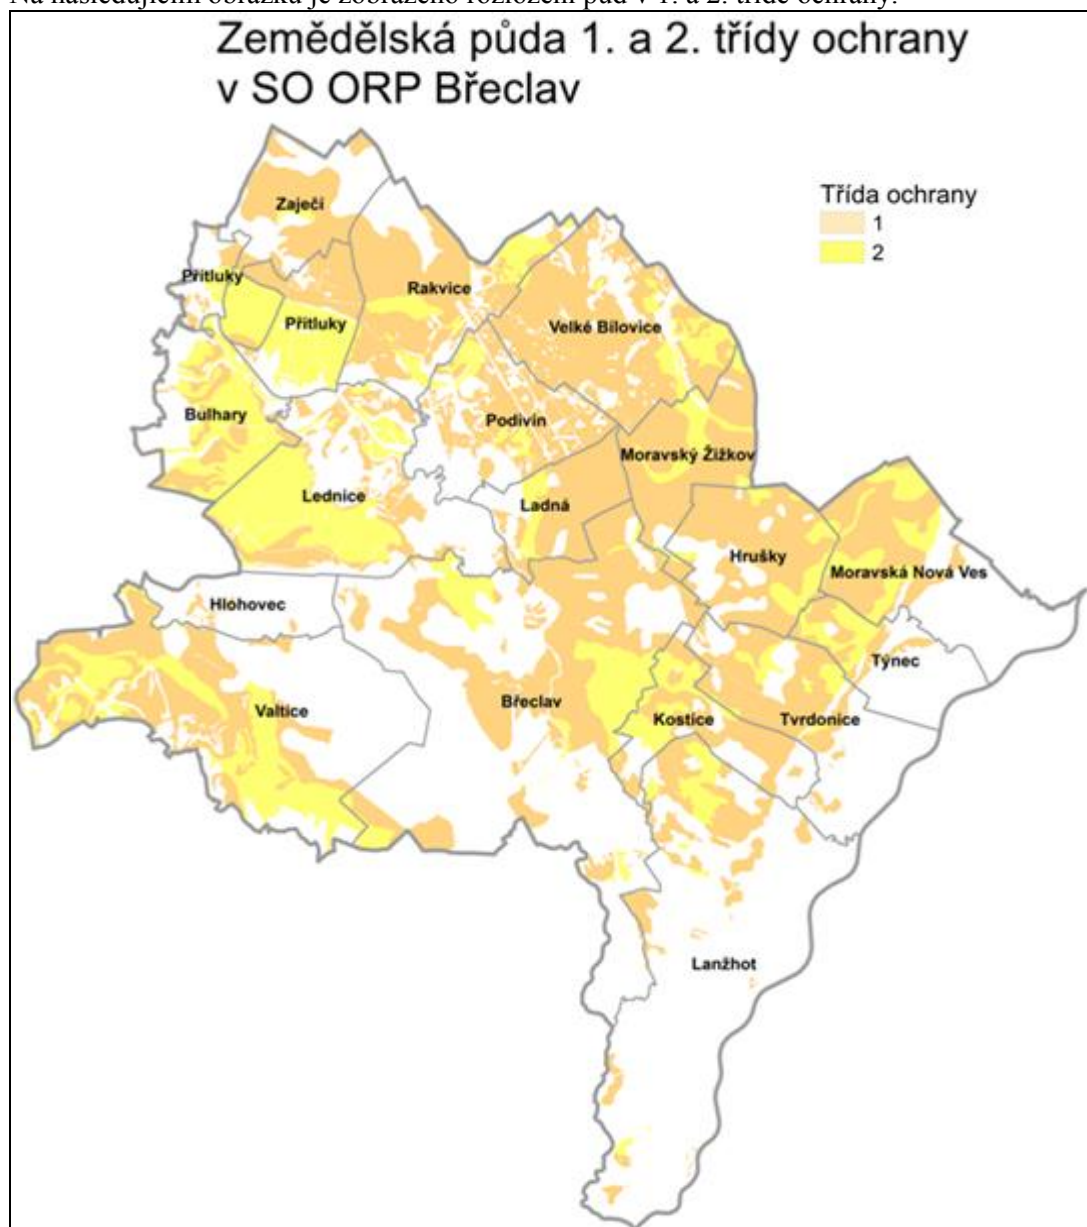 Na následujícím obrázku je zobrazeno rozložení půd v 1. a 2. třídě ochrany.
Zemědělská půda 1. a 2. třídy ochrany
v SO ORP Břeclav
Třída ochrany
1
2
Zaječí
Přítluky
Rakvice
Přítluky
Velké Bílovice
Bulhary
Podivín
Moravský Žižkov
Lednice
Ladná
Hrušky
Moravská Nová Ves
Hlohovec
Týnec
Břeclav
Valtice
Kostice
Tvrdonice
Lanžhot